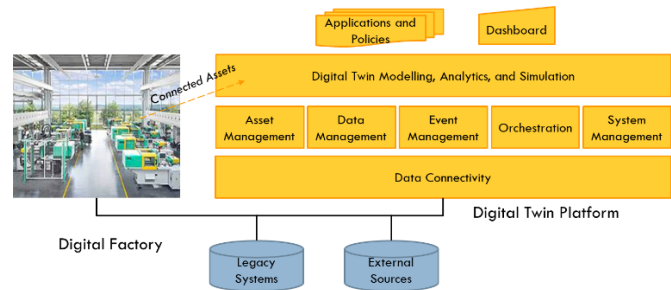 Applications and
Policies
Dashboard
Connected Assets
Digital Twin Modelling, Analytics, and Simulation
Asset
Management
Data
Management
Event
Management
Orchestration
System
Management
Data Connectivity
Digital Factory
Digital Twin Platform
Legacy
Systems
External
Sources